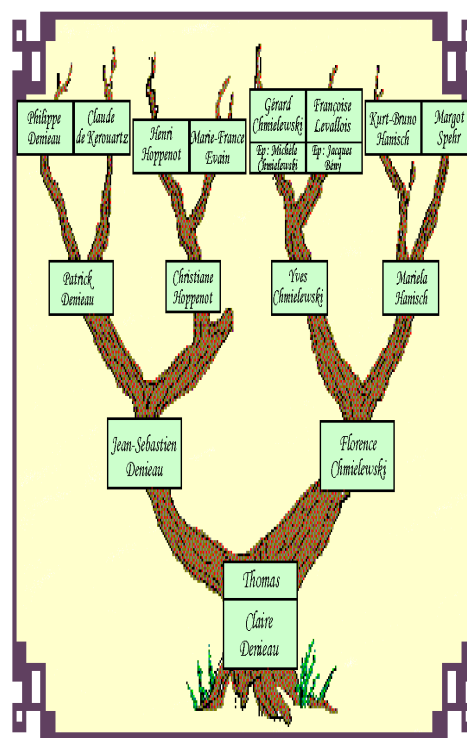 Philippe
Denieau
Claude
de Kerouartz
Henri
Hoppenot
Marie-France
Evain
Gérard
Chmielewski
Ep : Michèle
Chmielewski
Françoise
Levallois
Ep : Jacques
Bény
Kurt-Bruno
Hanisch
Margot
Spehr
Patrick
Denieau
Christiane
Hoppenot
Yves
Chmielewski
Mariela
Hanisch
Jean-Sebastien
Denieau
Florence
Chmielewski
Thomas
Claire
Denieau